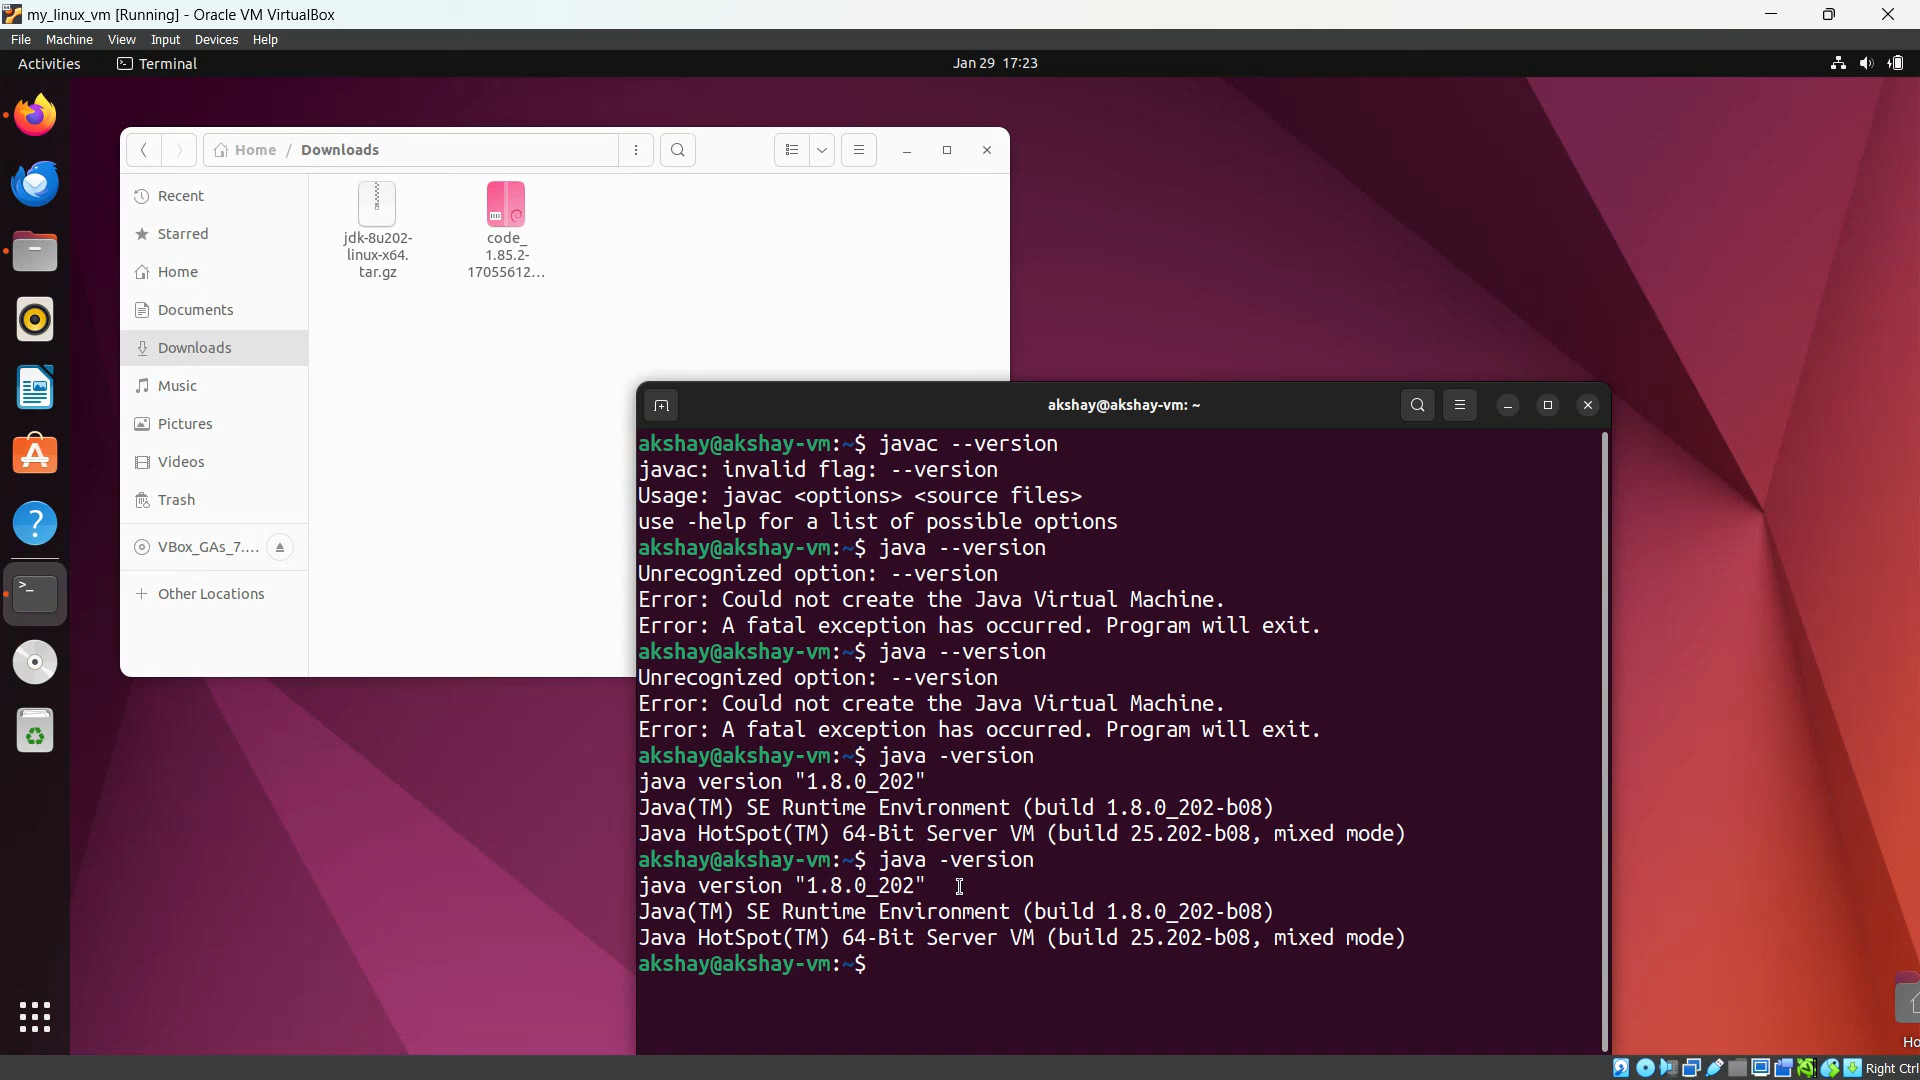 my_linux_vm [Running] - Oracle VM VirtualBox
File Machine View Input Devices Help
Activities Terminal Jan 29 17:23
Home / Downloads
Recent
Starred
Home
Documents
Downloads
Music
Pictures
Videos
Trash
VBox_GAs_7....
+ Other Locations
jdk-8u202-
linux-x64.
tar.gz
code_
1.85.2-
17055612...
akshay@akshay-vm: ~
akshay@akshay-vm:~$ javac --version
javac: invalid flag: --version
Usage: javac <options> <source files>
use -help for a list of possible options
akshay@akshay-vm:~$ java --version
Unrecognized option: --version
Error: Could not create the Java Virtual Machine.
Error: A fatal exception has occurred. Program will exit.
akshay@akshay-vm:~$ java --version
Unrecognized option: --version
Error: Could not create the Java Virtual Machine.
Error: A fatal exception has occurred. Program will exit.
akshay@akshay-vm:~$ java -version
java version "1.8.0_202"
Java(TM) SE Runtime Environment (build 1.8.0_202-b08)
Java HotSpot(TM) 64-Bit Server VM (build 25.202-b08, mixed mode)
akshay@akshay-vm:~$ java -version
java version "1.8.0_202"
Java(TM) SE Runtime Environment (build 1.8.0_202-b08)
Java HotSpot(TM) 64-Bit Server VM (build 25.202-b08, mixed mode)
akshay@akshay-vm:~$
Ho
Right Ctrl